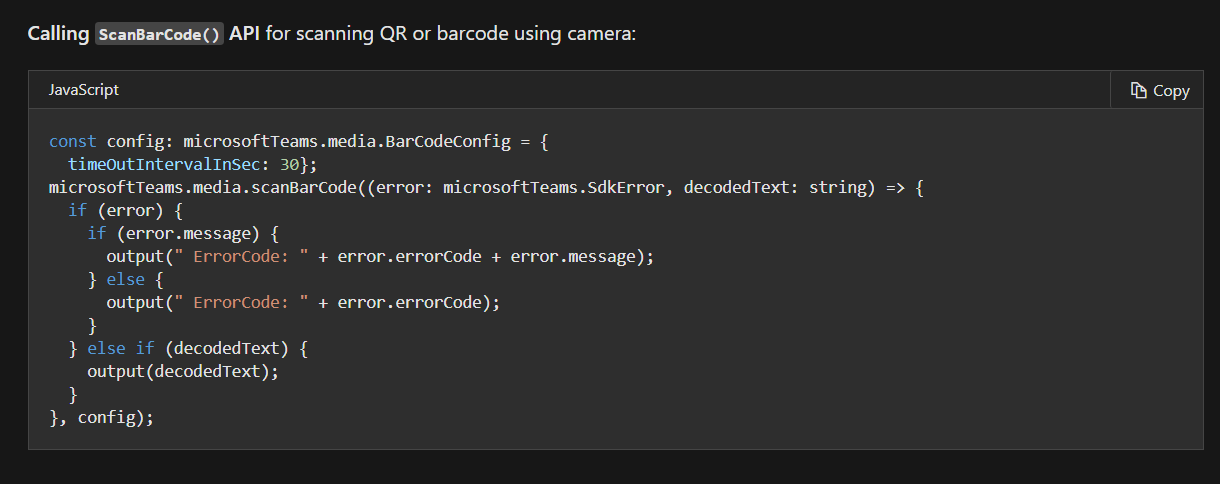 Calling ScanBarCode() API for scanning QR or barcode using camera:
JavaScript
Copy
const config: microsoftTeams.media.BarCodeConfig = {
  timeOutIntervalInSec: 30};
microsoftTeams.media.scanBarCode((error: microsoftTeams.SdkError, decodedText: string) => {
  if (error) {
    if (error.message) {
      output(" ErrorCode: " + error.errorCode + error.message);
    } else {
      output(" ErrorCode: " + error.errorCode);
    }
  } else if (decodedText) {
    output(decodedText);
  }
}, config);